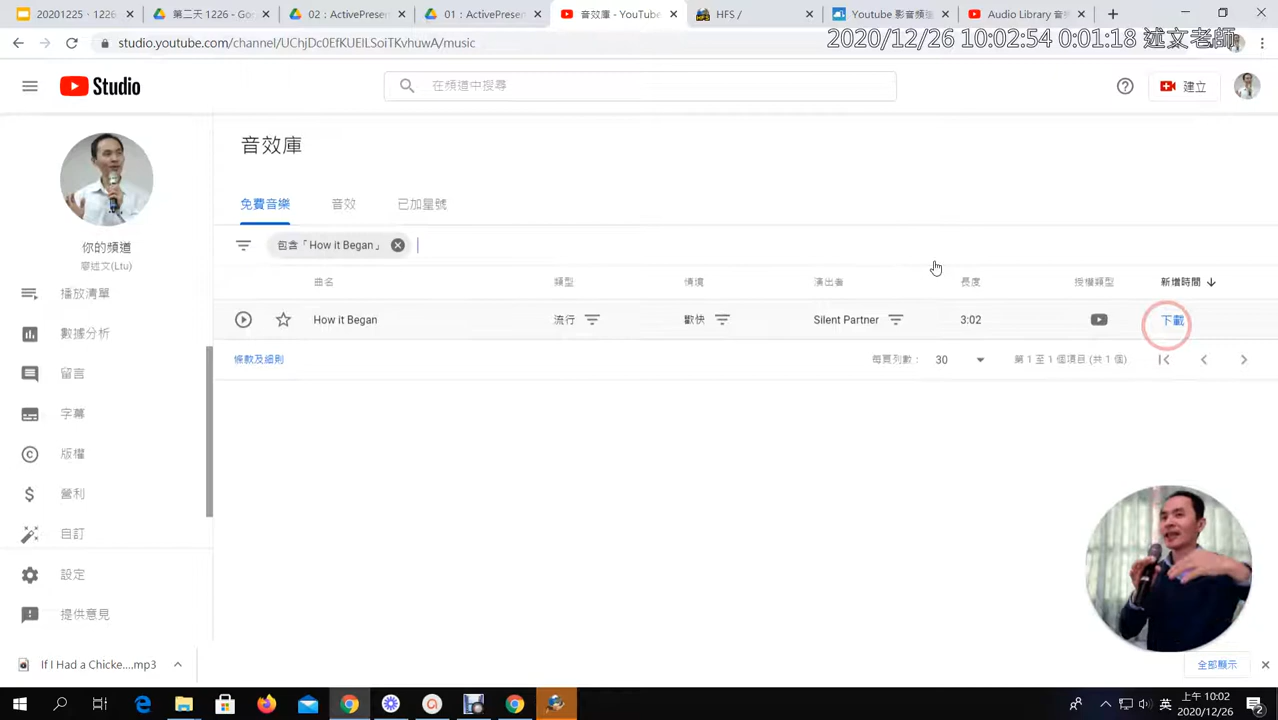 20201225、1226
第二天 1226 - Go
02：ActivePresen
01：ActivePresen
音效庫 - YouTube
HFS /
Youtube 影音頻道
Audio Library 音
studio.youtube.com/channel/UChjDc0EfKUEILSoiTKvhuwA/music
2020/12/26 10:02:54 0:01:18 述文老師
Studio
在頻道中搜尋
建立
音效庫
免費音樂
音效
已加星號
你的頻道
廖述文(Ltu)
包含「How it Began」
曲名
類型
情境
演出者
長度
授權類型
新增時間
How it Began
流行
歡快
Silent Partner
3:02
下載
條款及細則
每頁列數：
30
第 1 至 1 個項目 (共 1 個)
播放清單
數據分析
留言
字幕
版權
營利
自訂
設定
提供意見
If I Had a Chicke....mp3
全部顯示
英
上午 10:02
2020/12/26
2